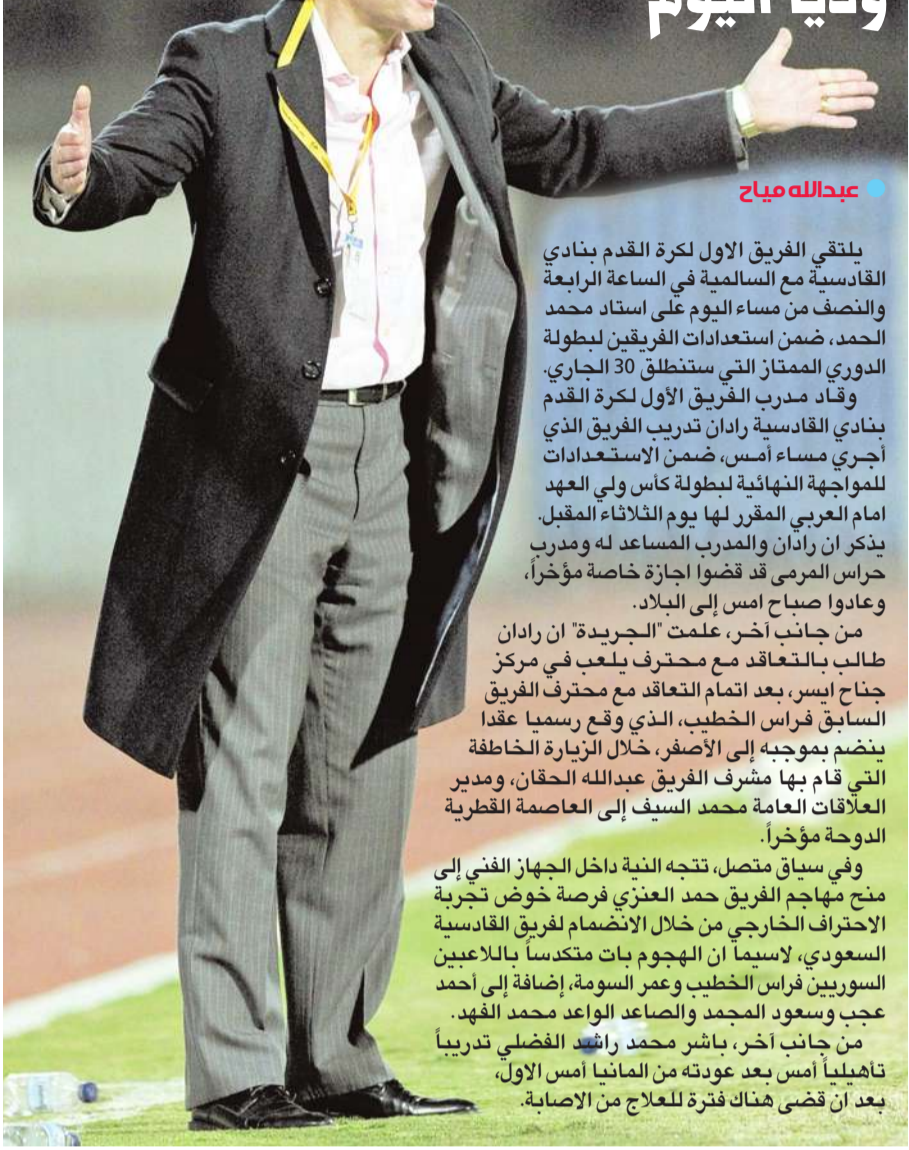 ودياً اليوم
عبدالله مياح
يلتقي الفريق الاول لكرة القدم بنادي
القادسية مع السالمية في الساعة الرابعة
والنصف من مساء اليوم على استاد محمد
الحمد، ضمن استعدادات الفريقين لبطولة
الدوري الممتاز التي ستنطلق 30 الجاري.
وقاد مدرب الفريق الأول لكرة القدم
بنادي القادسية رادان تدريب الفريق الذي
أجري مساء أمس، ضمن الاستعدادات
للمواجهة النهائية لبطولة كأس ولي العهد
امام العربي المقرر لها يوم الثلاثاء المقبل.
يذكر ان رادان والمدرب المساعد له ومدرب
حراس المرمى قد قضوا اجازة خاصة مؤخراً،
وعادوا صباح امس إلى البلاد.
من جانب آخر، علمت "الجريدة" ان رادان
طالب بالتعاقد مع محترف يلعب في مركز
جناح ايسر، بعد اتمام التعاقد مع محترف الفريق
السابق فراس الخطيب، الذي وقع رسميا عقدا
ينضم بموجبه إلى الأصفر، خلال الزيارة الخاطفة
التي قام بها مشرف الفريق عبدالله الحقان، ومدير
العلاقات العامة محمد السيف إلى العاصمة القطرية
الدوحة مؤخراً.
وفي سياق متصل، تتجه النية داخل الجهاز الفني إلى
منح مهاجم الفريق حمد العنزي فرصة خوض تجربة
الاحتراف الخارجي من خلال الانضمام لفريق القادسية
السعودي، لاسيما ان الهجوم بات متكدساً باللاعبين
السوريين فراس الخطيب وعمر السومة، إضافة إلى أحمد
عجب وسعود المجمد والصاعد الواعد محمد الفهد.
من جانب آخر، باشر محمد راشد الفضلي تدريباً
تأهيلياً أمس بعد عودته من المانيا أمس الاول،
بعد ان قضى هناك فترة للعلاج من الاصابة.